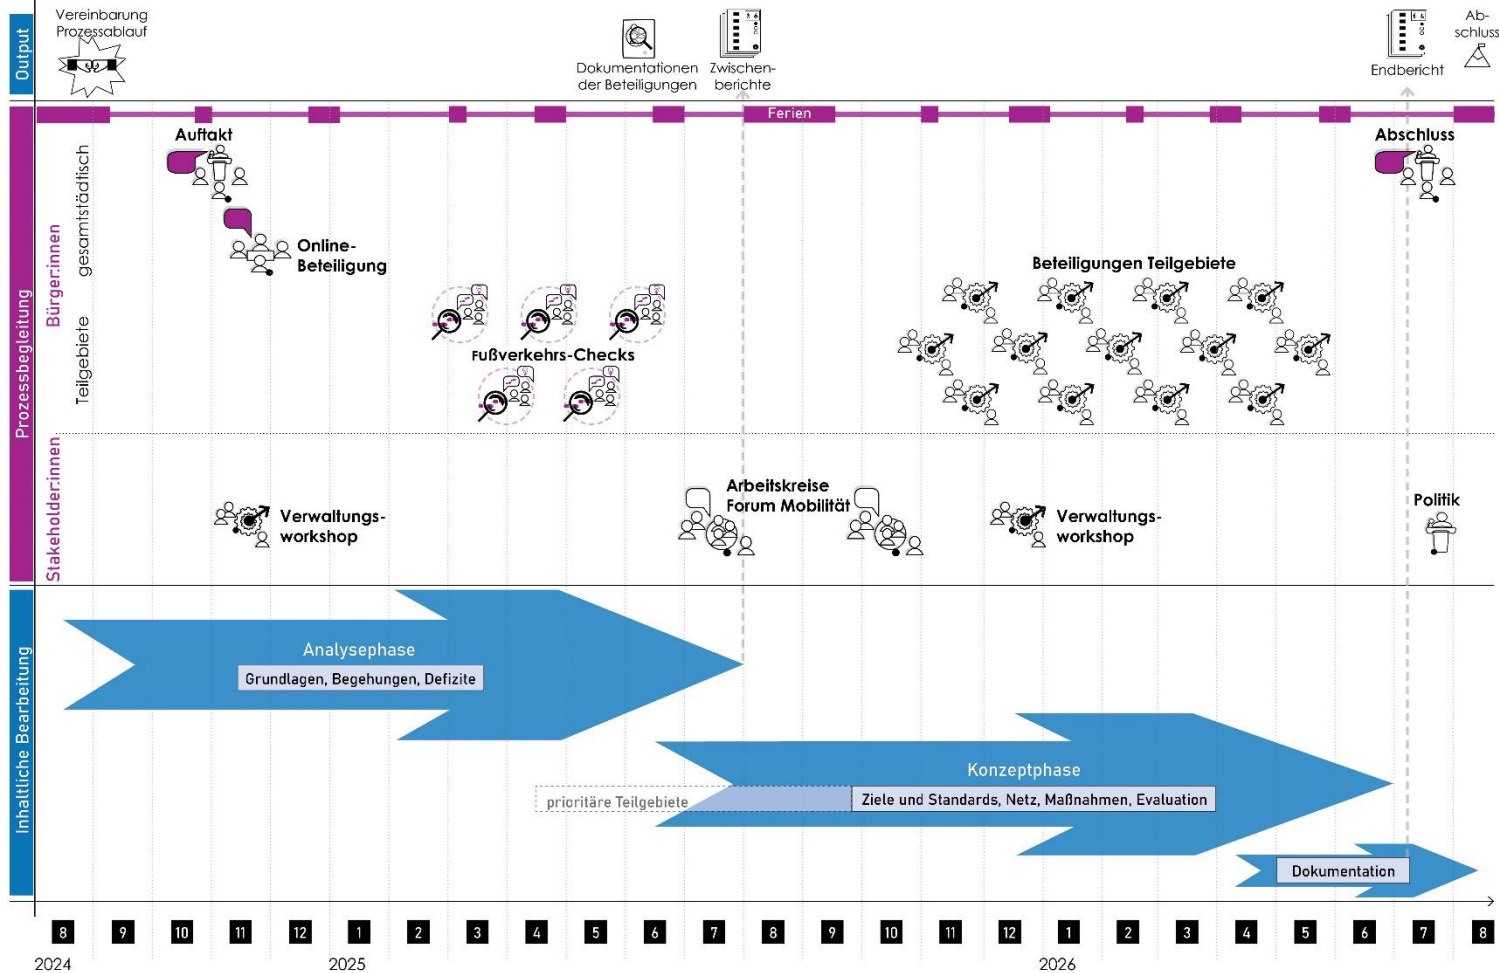 Output
Vereinbarung
Prozessablauf
Dokumentationen
der Beteiligungen
Zwischen-
berichte
Endbericht
Ab-
schluss
Prozessbegleitung
Bürger:innen
gesamtstädtisch
Teilgebiete
Ferien
Auftakt
Abschluss
Online-
Beteiligung
Fußverkehrs-Checks
Beteiligungen Teilgebiete
Stakeholder:innen
Verwaltungs-
workshop
Arbeitskreise
Forum Mobilität
Verwaltungs-
workshop
Politik
Inhaltliche Bearbeitung
Analysephase
Grundlagen, Begehungen, Defizite
Konzeptphase
prioritäre Teilgebiete
Ziele und Standards, Netz, Maßnahmen, Evaluation
Dokumentation
8 9 10 11 12 1 2 3 4 5 6 7 8 9 10 11 12 1 2 3 4 5 6 7 8
2024 2025 2026